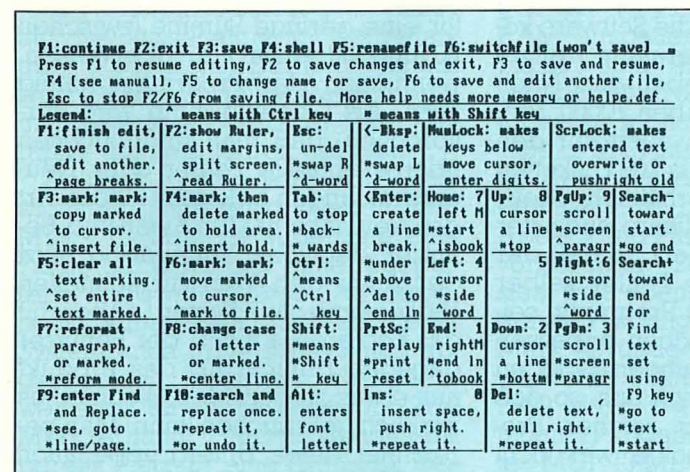 F1:continue F2:exit F3:save F4:shell F5:renamefile F6:switchfile [won't save]
Press F1 to resume editing, F2 to save changes and exit, F3 to save and resume,
F4 [see manual], F5 to change name for save, F6 to save and edit another file,
Esc to stop F2/F6 from saving file. More help needs more memory or helpe.def.
Legend: ^ means with Ctrl key * means with Shift key
F1:finish edit, F2:show Ruler, Esc: <-Bksp: NumLock: makes ScrLock: makes
save to file, edit margins, un-del delete keys below entered text
edit another. split screen. *swap R *swap L move cursor, overwrite or
^page breaks. ^read Ruler. ^d-word ^d-word enter digits. pushright old
F3:mark; mark; F4:mark; then Tab: <Enter: Home: 7 Up: 8 PgUp: 9 Search-
copy marked delete marked to stop create left M cursor scroll toward
to cursor. to hold area. *back- a line *start a line *screen start.
^insert file. ^insert hold. * wards break. ^isbook *top ^paragr *go end
F5:clear all F6:mark; mark; Ctrl: *under Left: 4 5 Right:6 Search+
text marking. move marked ^means *above cursor cursor toward
^set entire to cursor. ^Ctrl ^del to *side *side end
^text marked. ^mark to file. ^ key ^end ln ^word ^word for
F7:reformat F8:change case Shift: PrtSc: End: 1 Down: 2 PgDn: 3 Find
paragraph, of letter *means replay rightM cursor scroll text
or marked. or marked. *Shift *print *end ln a line *screen set
*reform mode. *center line. * key ^reset ^tobook *bottm *paragr using
F9:enter Find F10:search and Alt: Ins: 0 Del: F9 key
and Replace. replace once. enters insert space, delete text, *go to
*see, goto *repeat it, font push right. pull right. *text
*line/page. *or undo it. letter *repeat it. *repeat it. *start